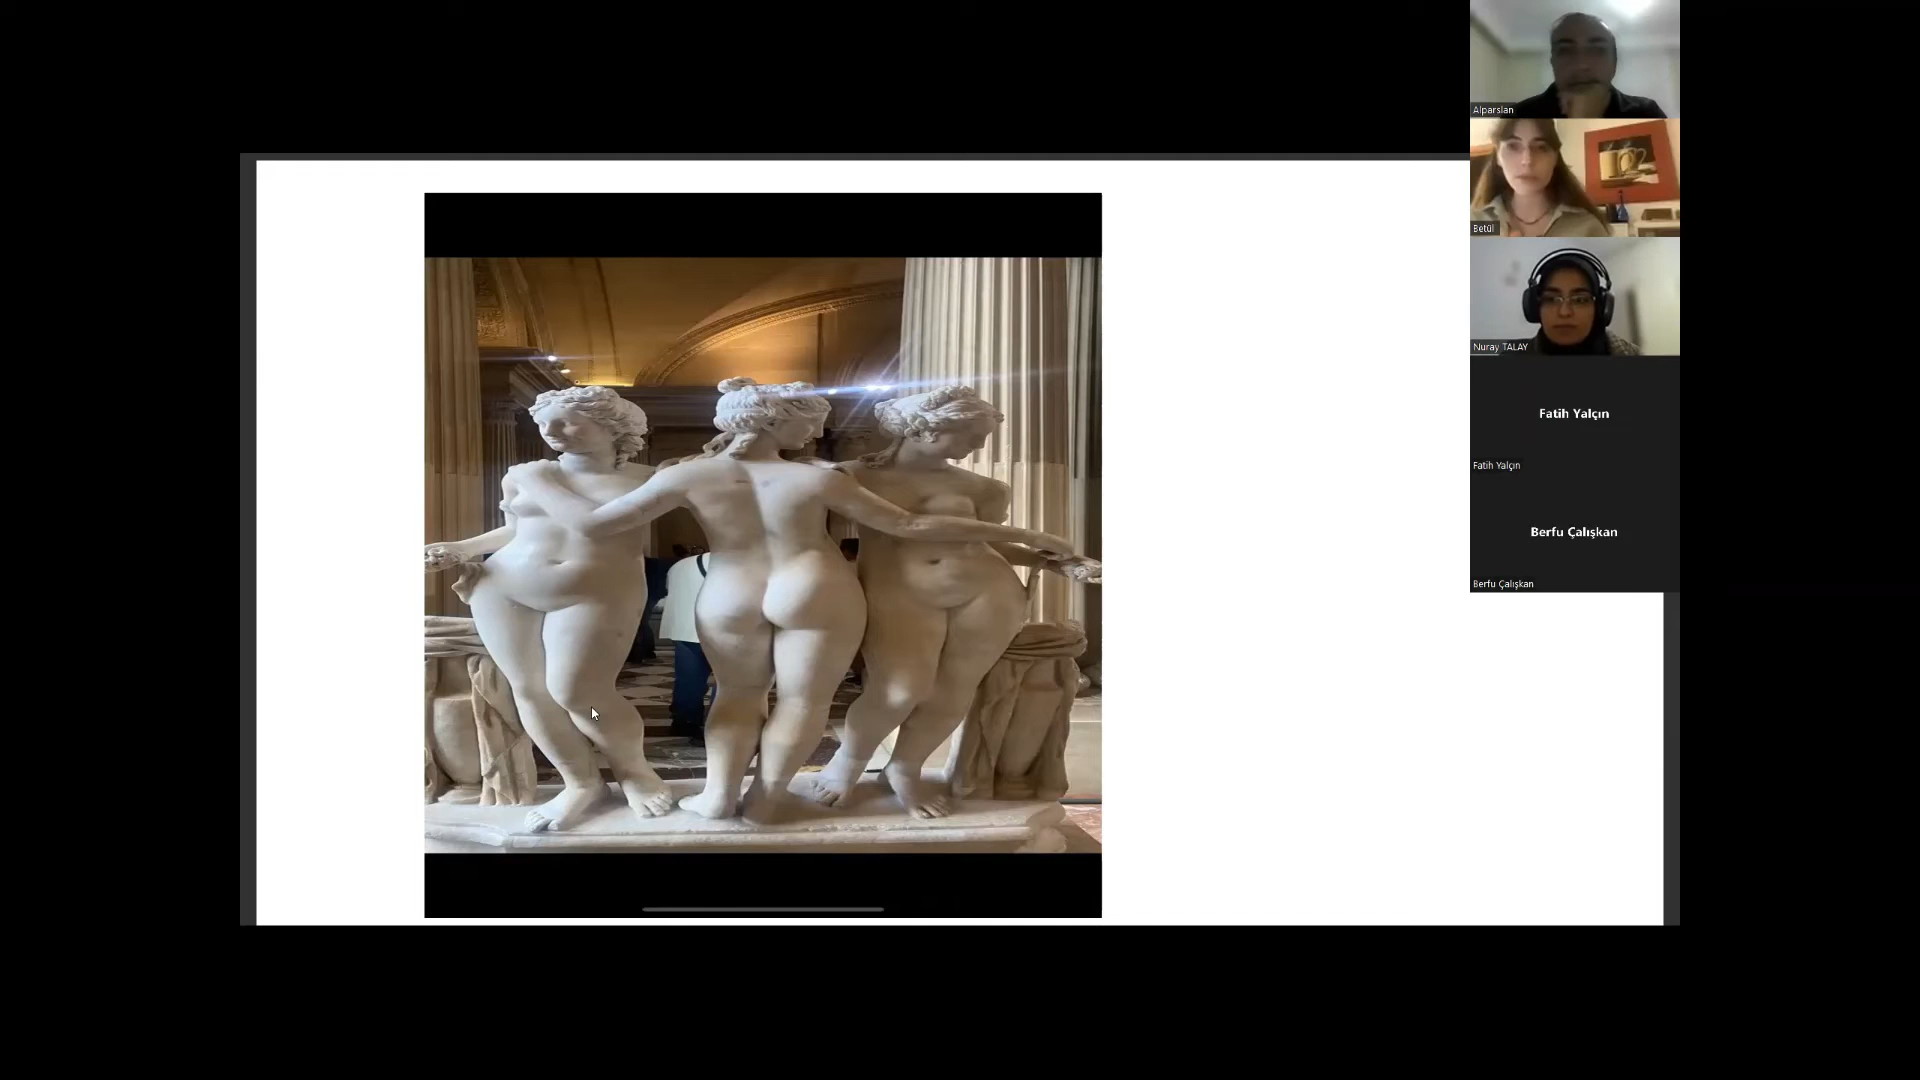 Alparslan
Betül
Nuray TALAY
Fatih Yalçın
Fatih Yalçın
Berfu Çalışkan
Berfu Çalışkan